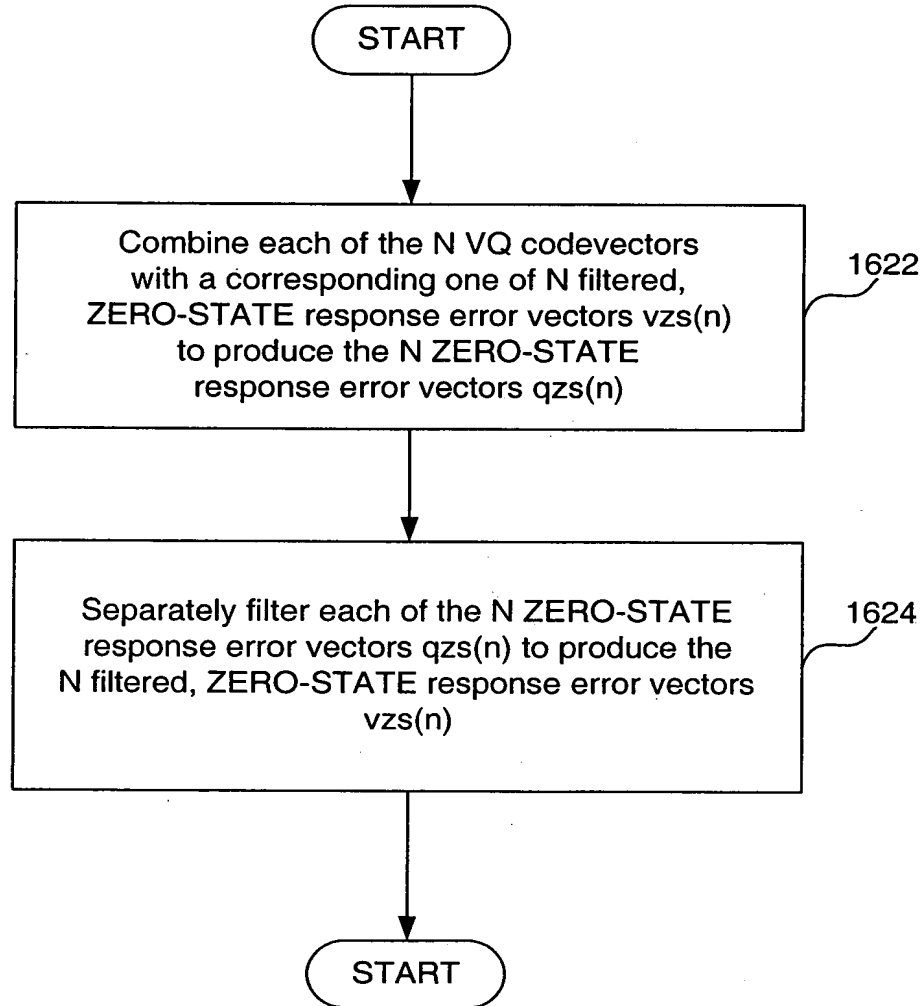 START
Combine each of the N VQ codevectors
with a corresponding one of N filtered,
ZERO-STATE response error vectors vzs(n)
to produce the N ZERO-STATE
response error vectors qzs(n)
1622
Separately filter each of the N ZERO-STATE
response error vectors qzs(n) to produce the
N filtered, ZERO-STATE response error vectors
vzs(n)
1624
START